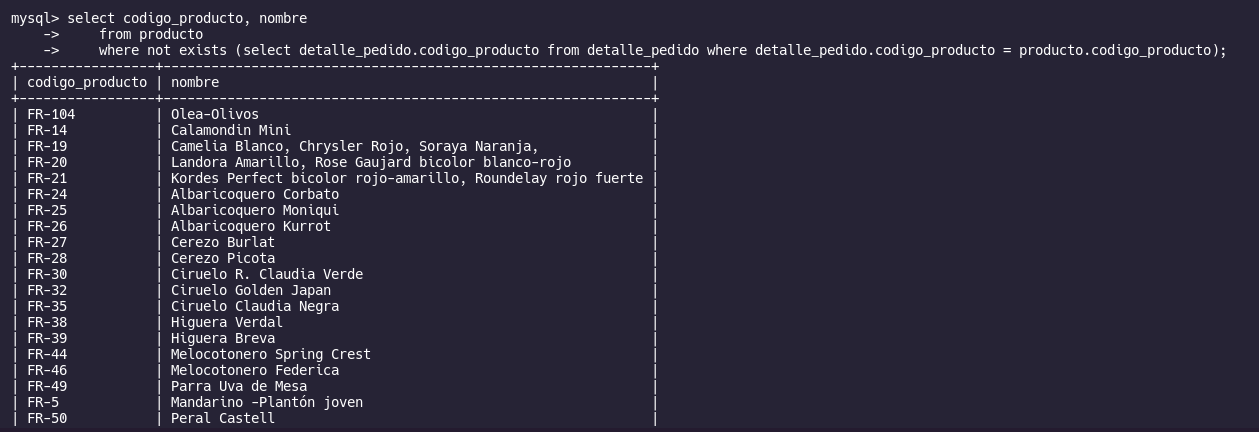 mysql> select codigo_producto, nombre
    ->     from producto
    ->     where not exists (select detalle_pedido.codigo_producto from detalle_pedido where detalle_pedido.codigo_producto = producto.codigo_producto);
+-----------------+-------------------------------------------------------------+
| codigo_producto | nombre                                                      |
+-----------------+-------------------------------------------------------------+
| FR-104          | Olea-Olivos                                                 |
| FR-14           | Calamondin Mini                                             |
| FR-19           | Camelia Blanco, Chrysler Rojo, Soraya Naranja,              |
| FR-20           | Landora Amarillo, Rose Gaujard bicolor blanco-rojo          |
| FR-21           | Kordes Perfect bicolor rojo-amarillo, Roundelay rojo fuerte |
| FR-24           | Albaricoquero Corbato                                       |
| FR-25           | Albaricoquero Moniqui                                       |
| FR-26           | Albaricoquero Kurrot                                        |
| FR-27           | Cerezo Burlat                                               |
| FR-28           | Cerezo Picota                                               |
| FR-30           | Ciruelo R. Claudia Verde                                    |
| FR-32           | Ciruelo Golden Japan                                        |
| FR-35           | Ciruelo Claudia Negra                                       |
| FR-38           | Higuera Verdal                                              |
| FR-39           | Higuera Breva                                               |
| FR-44           | Melocotonero Spring Crest                                   |
| FR-46           | Melocotonero Federica                                       |
| FR-49           | Parra Uva de Mesa                                           |
| FR-5            | Mandarino -Plantón joven                                    |
| FR-50           | Peral Castell                                               |